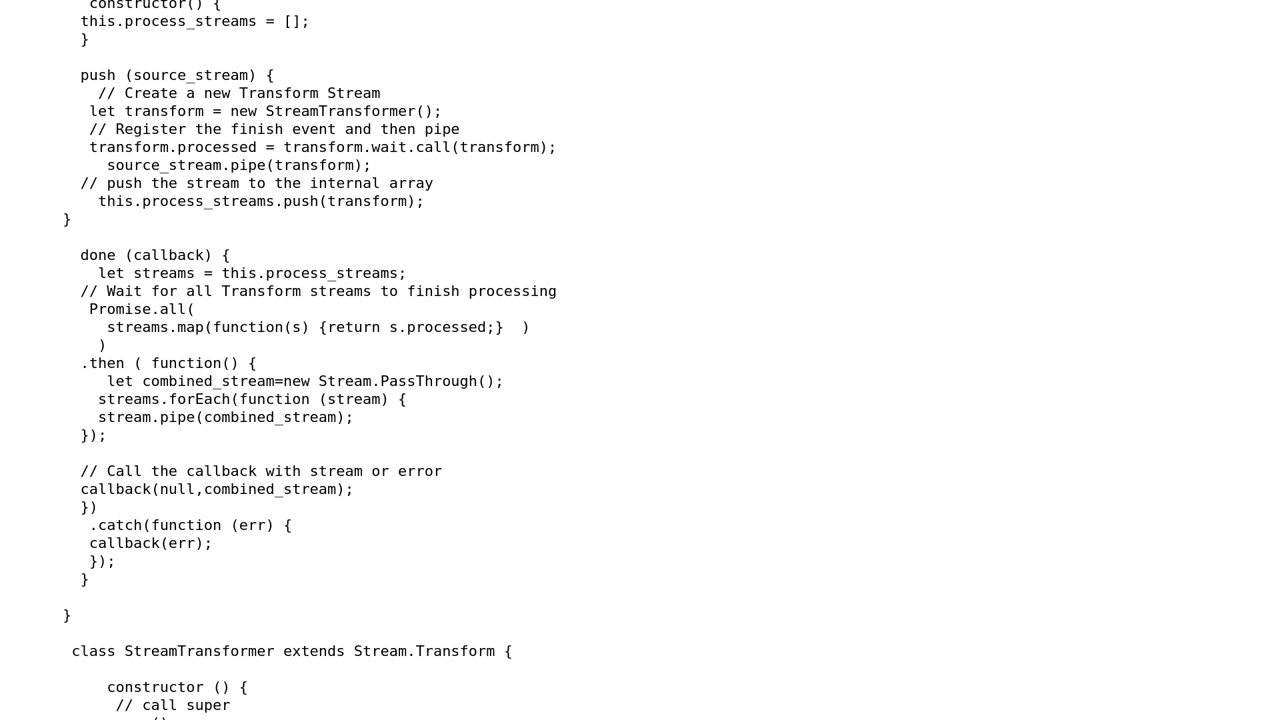 constructor() {
this.process_streams = [];
}
push (source_stream) {
// Create a new Transform Stream
let transform = new StreamTransformer();
// Register the finish event and then pipe
transform.processed = transform.wait.call(transform);
source_stream.pipe(transform);
// push the stream to the internal array
this.process_streams.push(transform);
}
done (callback) {
let streams = this.process_streams;
// Wait for all Transform streams to finish processing
Promise.all(
streams.map(function(s) {return s.processed;}  )
)
.then ( function() {
let combined_stream=new Stream.PassThrough();
streams.forEach(function (stream) {
stream.pipe(combined_stream);
});
// Call the callback with stream or error
callback(null,combined_stream);
})
.catch(function (err) {
callback(err);
});
}
}
class StreamTransformer extends Stream.Transform {
constructor () {
// call super